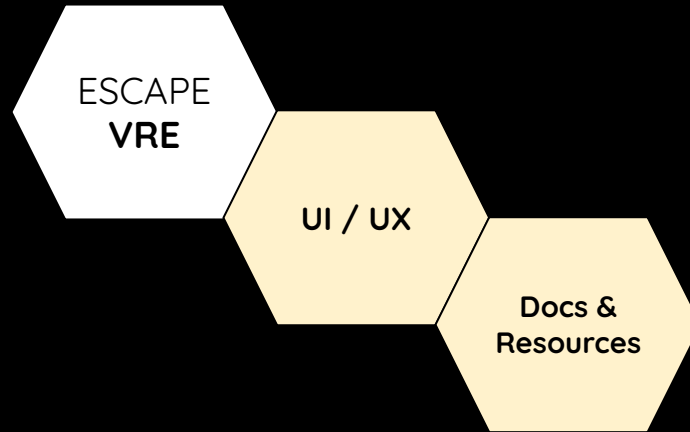 ESCAPE
VRE
UI / UX
Docs &
Resources